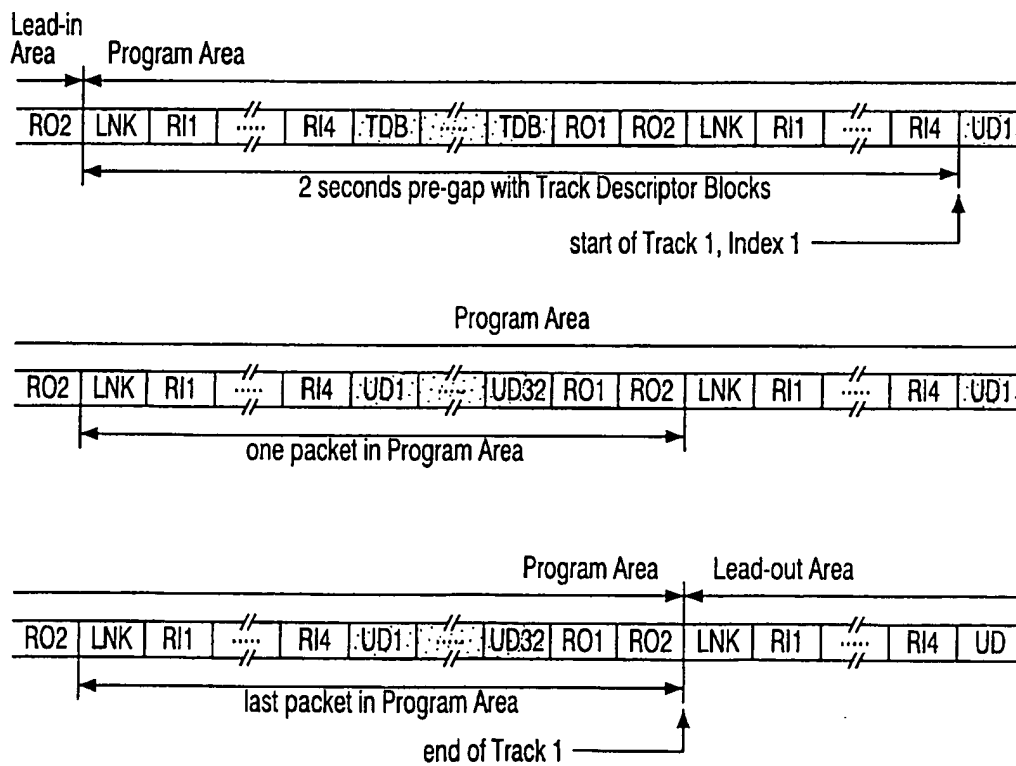 Lead-in
Area Program Area
RO2 LNK RI1 ..... RI4 TDB ..... TDB RO1 RO2 LNK RI1 ..... RI4 UD1
2 seconds pre-gap with Track Descriptor Blocks
start of Track 1, Index 1
Program Area
RO2 LNK RI1 ..... RI4 UD1 ..... UD32 RO1 RO2 LNK RI1 ..... RI4 UD1
one packet in Program Area
Program Area Lead-out Area
RO2 LNK RI1 ..... RI4 UD1 ..... UD32 RO1 RO2 LNK RI1 ..... RI4 UD
last packet in Program Area
end of Track 1